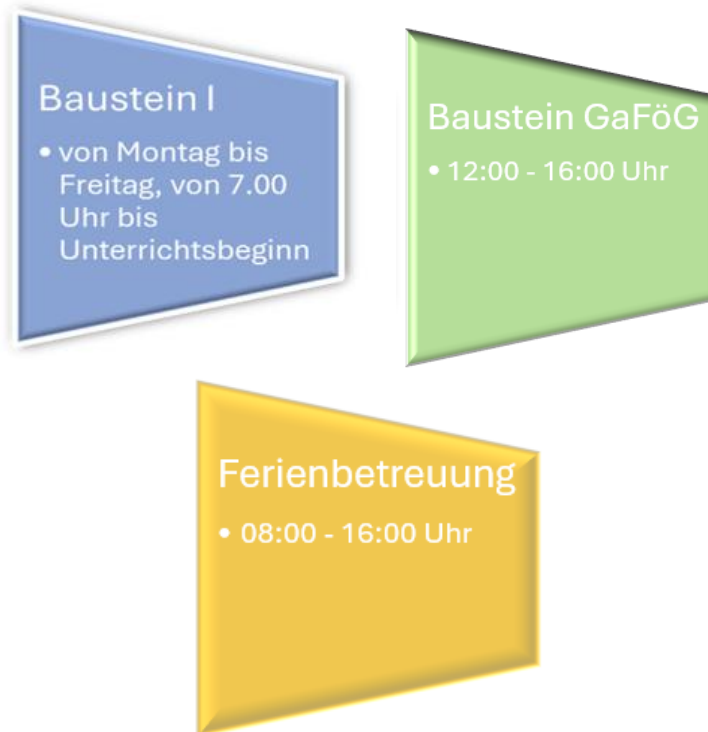 Baustein I
• von Montag bis
Freitag, von 7.00
Uhr bis
Unterrichtsbeginn
Baustein GaFöG
• 12:00 - 16:00 Uhr
Ferienbetreuung
• 08:00 - 16:00 Uhr